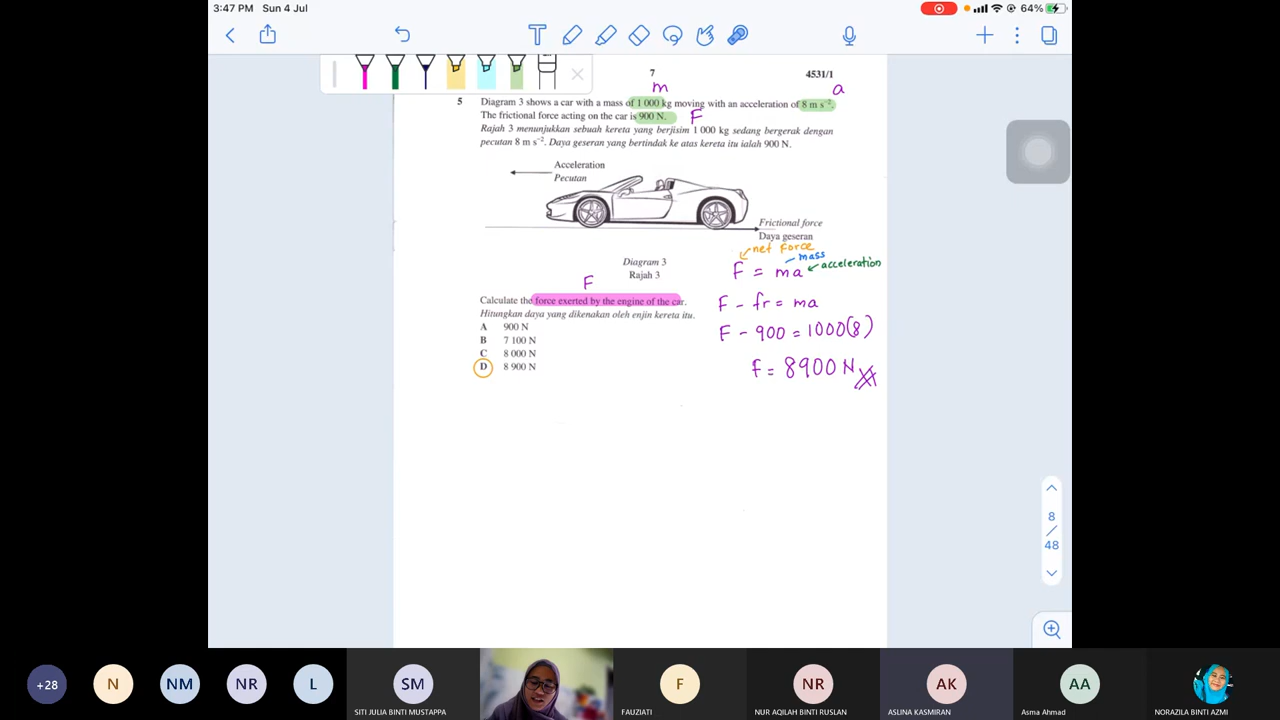 3:47 PM Sun 4 Jul
64%
7
4531/1
m
a
5 Diagram 3 shows a car with a mass of 1 000 kg moving with an acceleration of 8 m s⁻².
The frictional force acting on the car is 900 N.
F
Rajah 3 menunjukkan sebuah kereta yang berjisim 1 000 kg sedang bergerak dengan
pecutan 8 m s⁻². Daya geseran yang bertindak ke atas kereta itu ialah 900 N.
Acceleration
Pecutan
Frictional force
Daya geseran
Diagram 3
Rajah 3
net force
mass
F = ma
acceleration
F - fr = ma
F - 900 = 1000(8)
F = 8900 N
F
Calculate the force exerted by the engine of the car.
Hitungkan daya yang dikenakan oleh enjin kereta itu.
A 900 N
B 7 100 N
C 8 000 N
D 8 900 N
T
8
/
48
+28
N
NM
NR
L
SM
F
NR
AK
AA
SITI JULIA BINTI MUSTAPPA
FAUZIATI
NUR AQILAH BINTI RUSLAN
ASLINA KASMIRAN
Asma Ahmad
NORAZILA BINTI AZMI